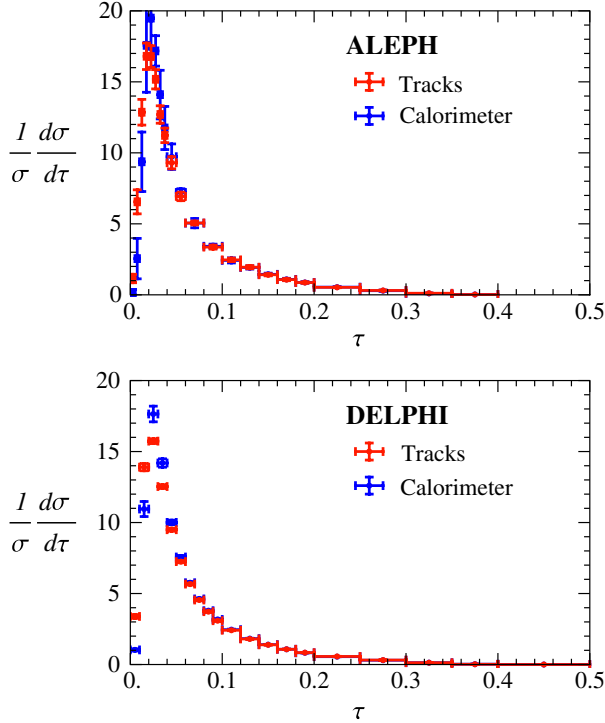 20
ALEPH
15
Tracks
Calorimeter
1/σ dσ/dτ
10
5
0
0. 0.1 0.2 0.3 0.4 0.5
τ
20
DELPHI
15
Tracks
Calorimeter
1/σ dσ/dτ
10
5
0
0. 0.1 0.2 0.3 0.4 0.5
τ